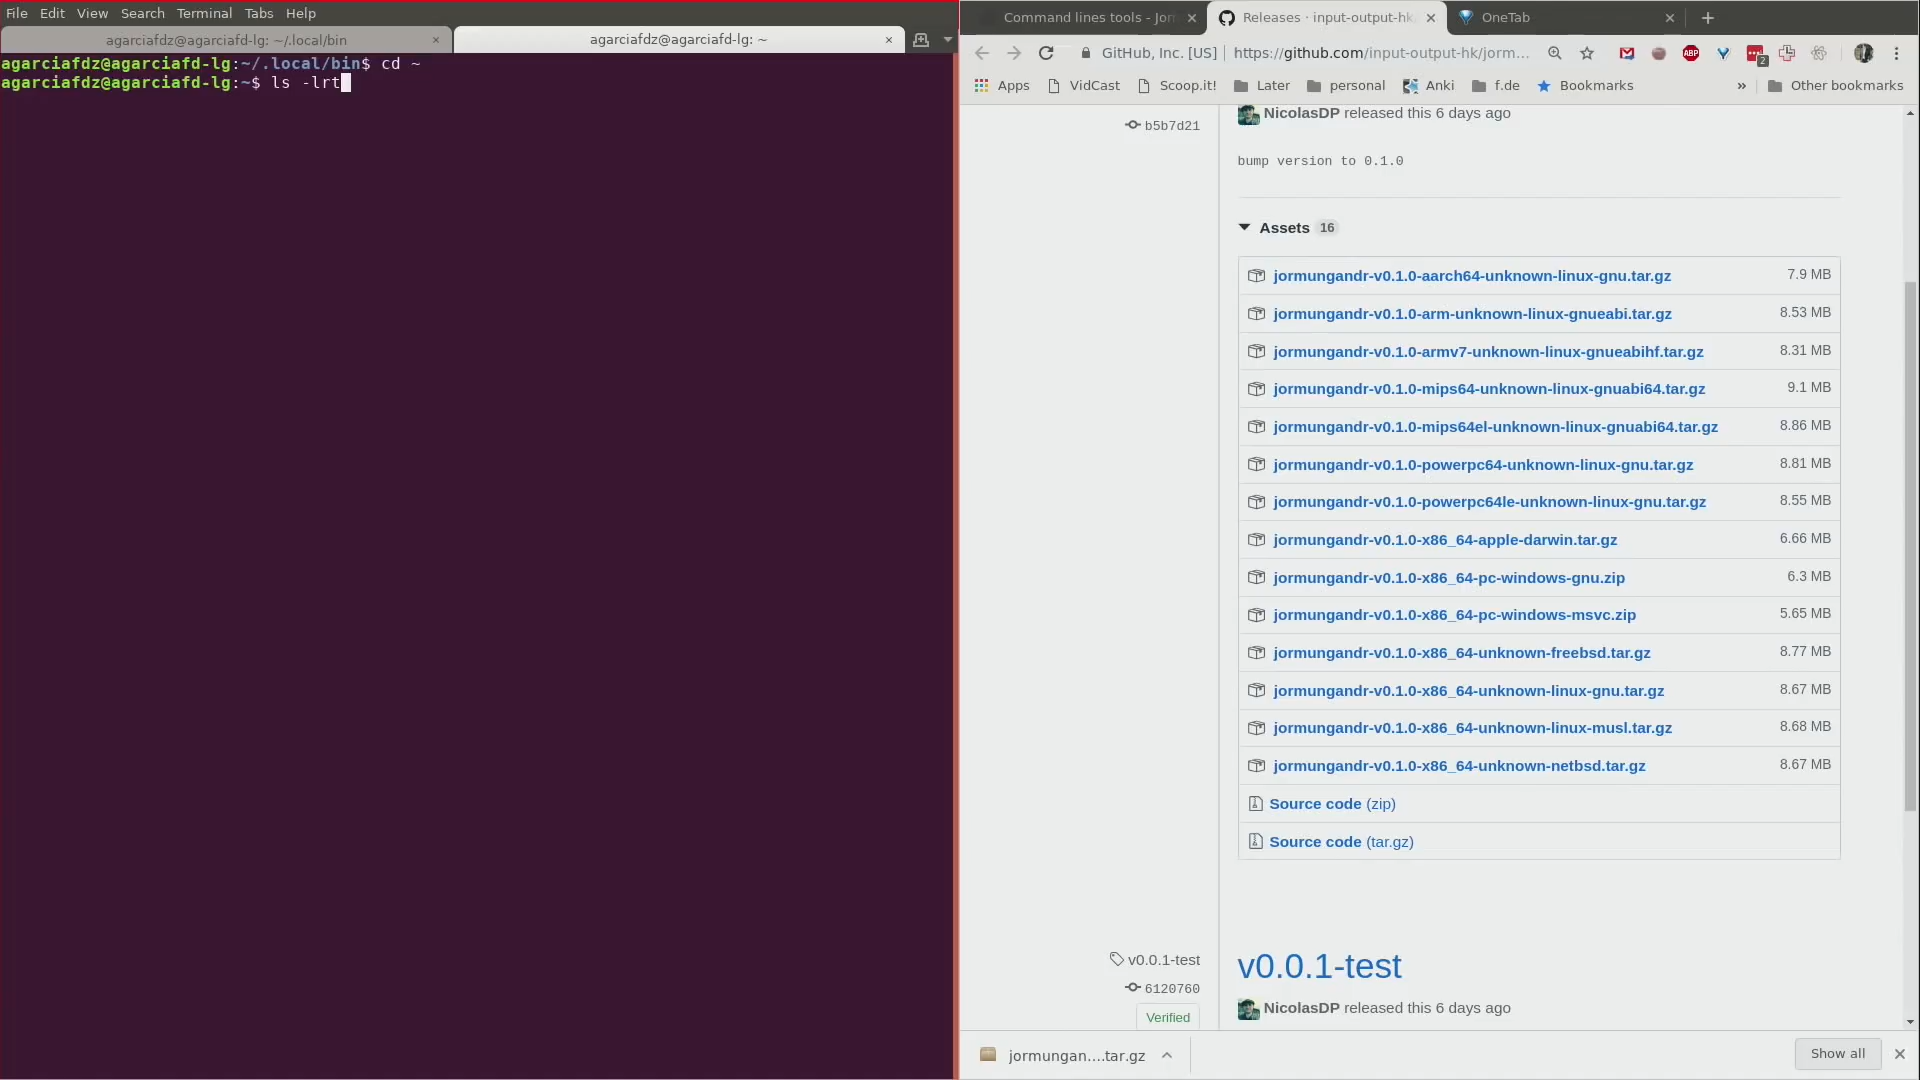 File Edit View Search Terminal Tabs Help
agarciafdz@agarciafd-lg: ~/.local/bin ×
agarciafdz@agarciafd-lg: ~ ×
agarciafdz@agarciafd-lg:~/.local/bin$ cd ~
agarciafdz@agarciafd-lg:~$ ls -lrt
Command lines tools - Jor ×
Releases · input-output-hk ×
OneTab ×
GitHub, Inc. [US] | https://github.com/input-output-hk/jorm...
ABP
2
Apps VidCast Scoop.it! Later personal Anki f.de Bookmarks » Other bookmarks
b5b7d21
NicolasDP released this 6 days ago
bump version to 0.1.0
Assets 16
jormungandr-v0.1.0-aarch64-unknown-linux-gnu.tar.gz 7.9 MB
jormungandr-v0.1.0-arm-unknown-linux-gnueabi.tar.gz 8.53 MB
jormungandr-v0.1.0-armv7-unknown-linux-gnueabihf.tar.gz 8.31 MB
jormungandr-v0.1.0-mips64-unknown-linux-gnuabi64.tar.gz 9.1 MB
jormungandr-v0.1.0-mips64el-unknown-linux-gnuabi64.tar.gz 8.86 MB
jormungandr-v0.1.0-powerpc64-unknown-linux-gnu.tar.gz 8.81 MB
jormungandr-v0.1.0-powerpc64le-unknown-linux-gnu.tar.gz 8.55 MB
jormungandr-v0.1.0-x86_64-apple-darwin.tar.gz 6.66 MB
jormungandr-v0.1.0-x86_64-pc-windows-gnu.zip 6.3 MB
jormungandr-v0.1.0-x86_64-pc-windows-msvc.zip 5.65 MB
jormungandr-v0.1.0-x86_64-unknown-freebsd.tar.gz 8.77 MB
jormungandr-v0.1.0-x86_64-unknown-linux-gnu.tar.gz 8.67 MB
jormungandr-v0.1.0-x86_64-unknown-linux-musl.tar.gz 8.68 MB
jormungandr-v0.1.0-x86_64-unknown-netbsd.tar.gz 8.67 MB
Source code (zip)
Source code (tar.gz)
v0.0.1-test
6120760
Verified
v0.0.1-test
NicolasDP released this 6 days ago
jormungan....tar.gz
Show all ×